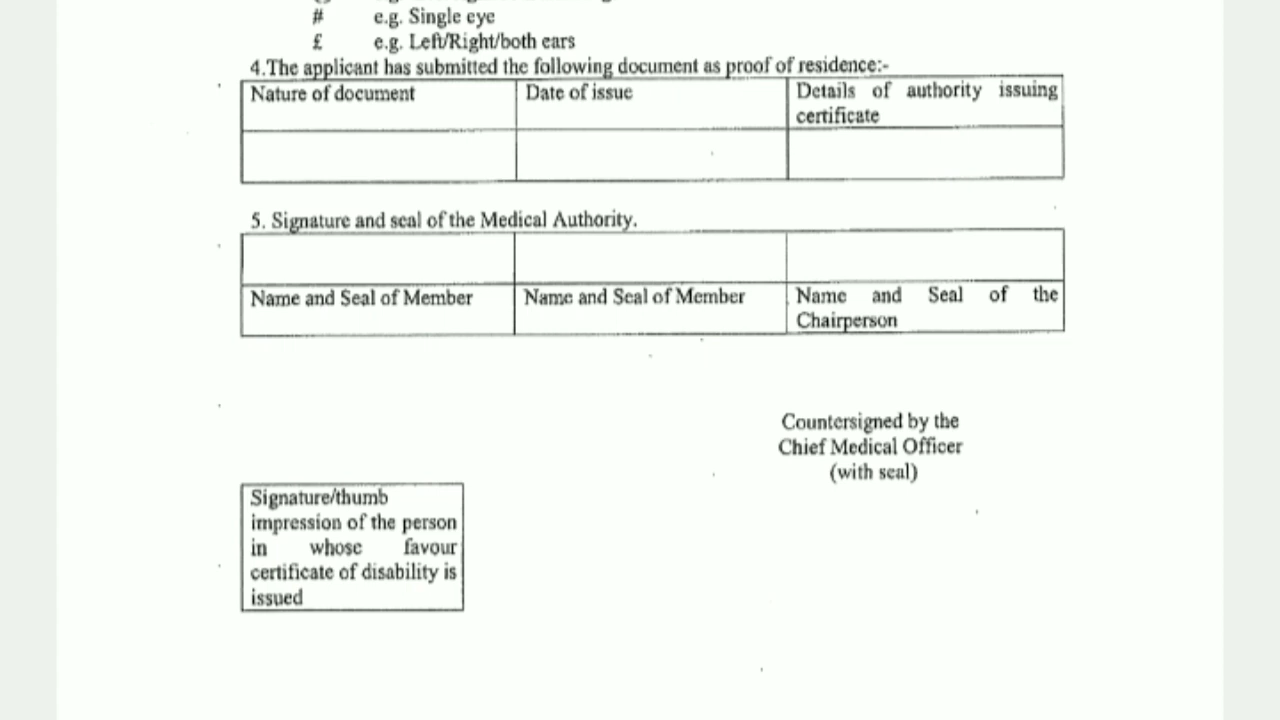 # e.g. Single eye
£ e.g. Left/Right/both ears
4.The applicant has submitted the following document as proof of residence:-
Nature of document Date of issue Details of authority issuing
certificate
5. Signature and seal of the Medical Authority.
Name and Seal of Member Name and Seal of Member Name and Seal of the
Chairperson
Countersigned by the
Chief Medical Officer
(with seal)
Signature/thumb
impression of the person
in whose favour
certificate of disability is
issued